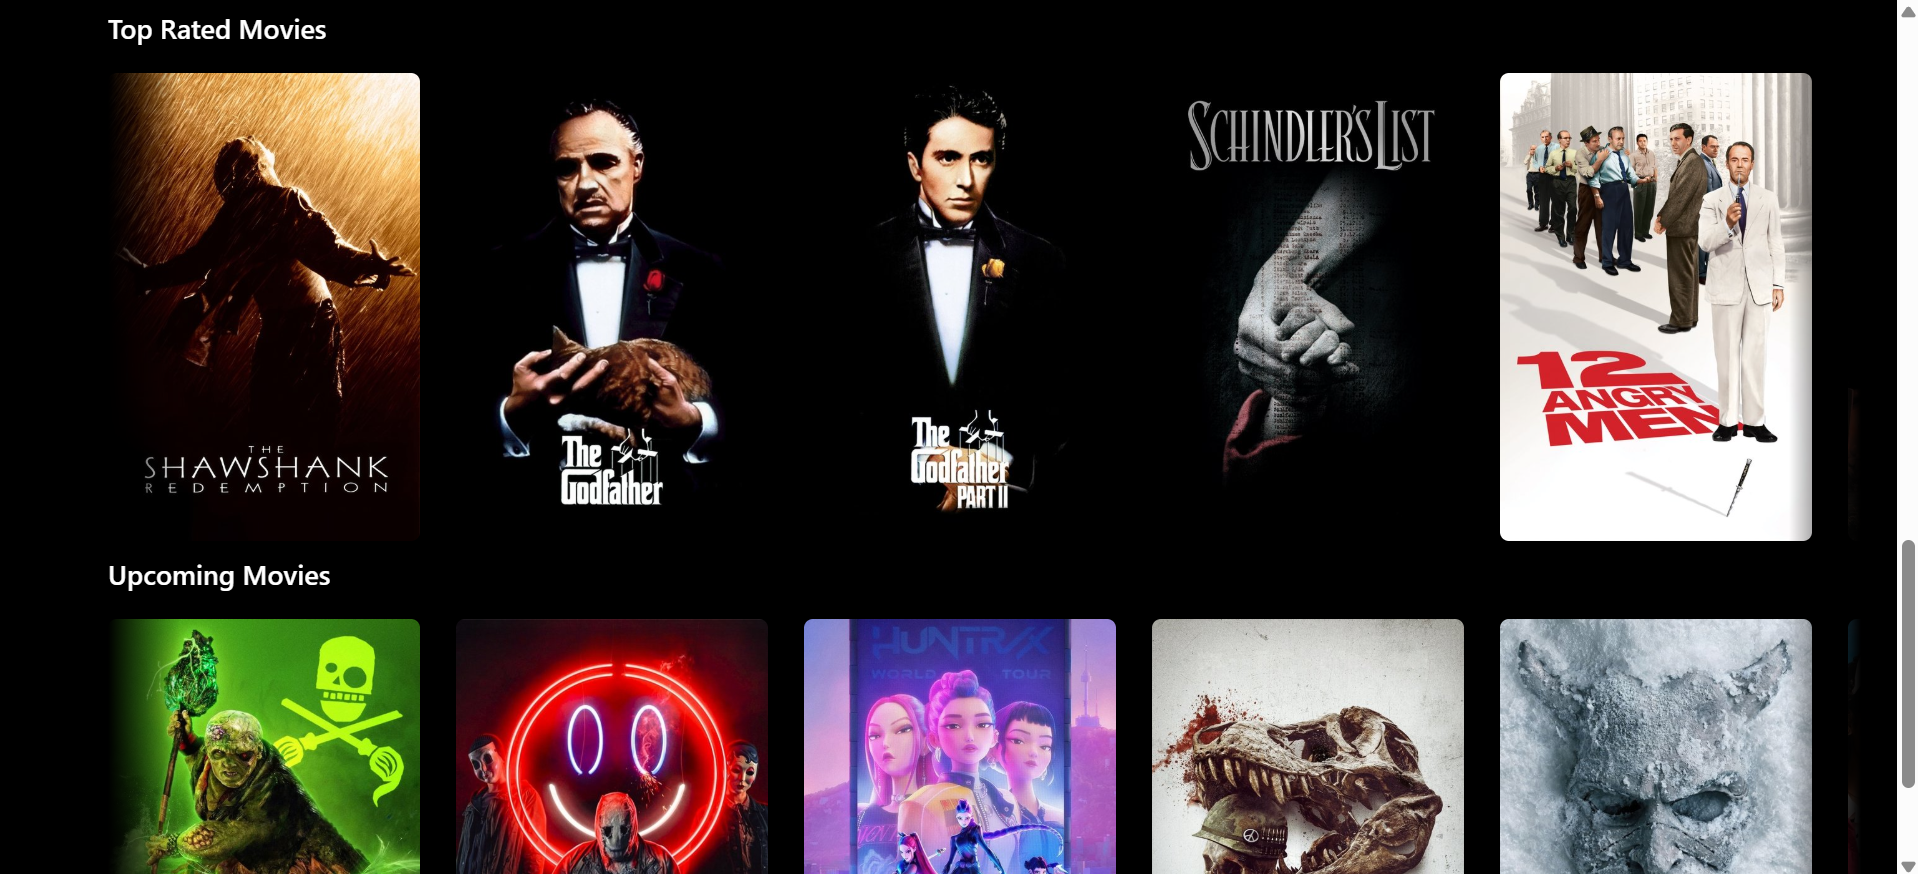 Top Rated Movies
THE
SHAWSHANK
REDEMPTION
The
Godfather
The
Godfather
PART II
SCHINDLER'S LIST
12
ANGRY
MEN
Upcoming Movies
HUNTR/X
WORLD TOUR